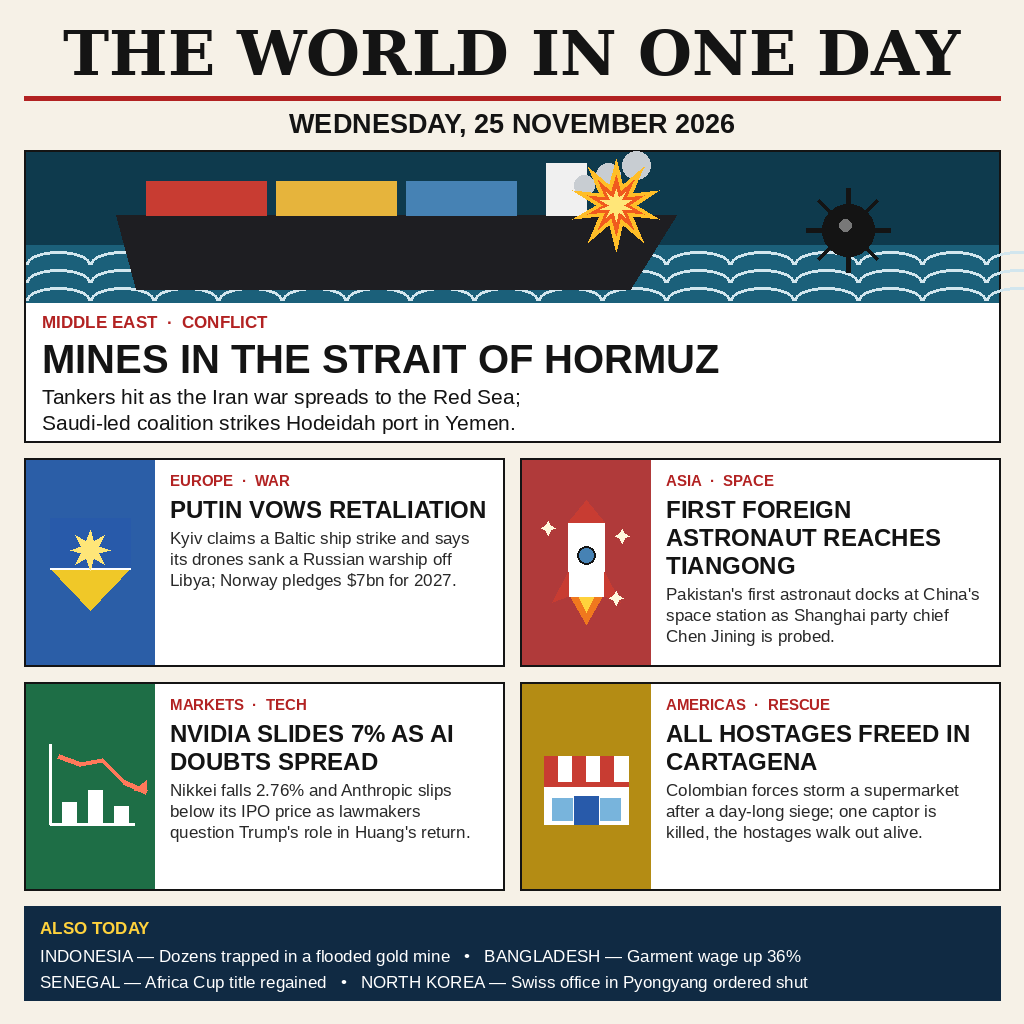 THE WORLD IN ONE DAY
WEDNESDAY, 25 NOVEMBER 2026
MIDDLE EAST · CONFLICT
MINES IN THE STRAIT OF HORMUZ
Tankers hit as the Iran war spreads to the Red Sea;
Saudi-led coalition strikes Hodeidah port in Yemen.
EUROPE · WAR
PUTIN VOWS RETALIATION
Kyiv claims a Baltic ship strike and says
its drones sank a Russian warship off
Libya; Norway pledges $7bn for 2027.
ASIA · SPACE
FIRST FOREIGN
ASTRONAUT REACHES
TIANGONG
Pakistan's first astronaut docks at China's
space station as Shanghai party chief
Chen Jining is probed.
MARKETS · TECH
NVIDIA SLIDES 7% AS AI
DOUBTS SPREAD
Nikkei falls 2.76% and Anthropic slips
below its IPO price as lawmakers
question Trump's role in Huang's return.
AMERICAS · RESCUE
ALL HOSTAGES FREED IN
CARTAGENA
Colombian forces storm a supermarket
after a day-long siege; one captor is
killed, the hostages walk out alive.
ALSO TODAY
INDONESIA — Dozens trapped in a flooded gold mine • BANGLADESH — Garment wage up 36%
SENEGAL — Africa Cup title regained • NORTH KOREA — Swiss office in Pyongyang ordered shut